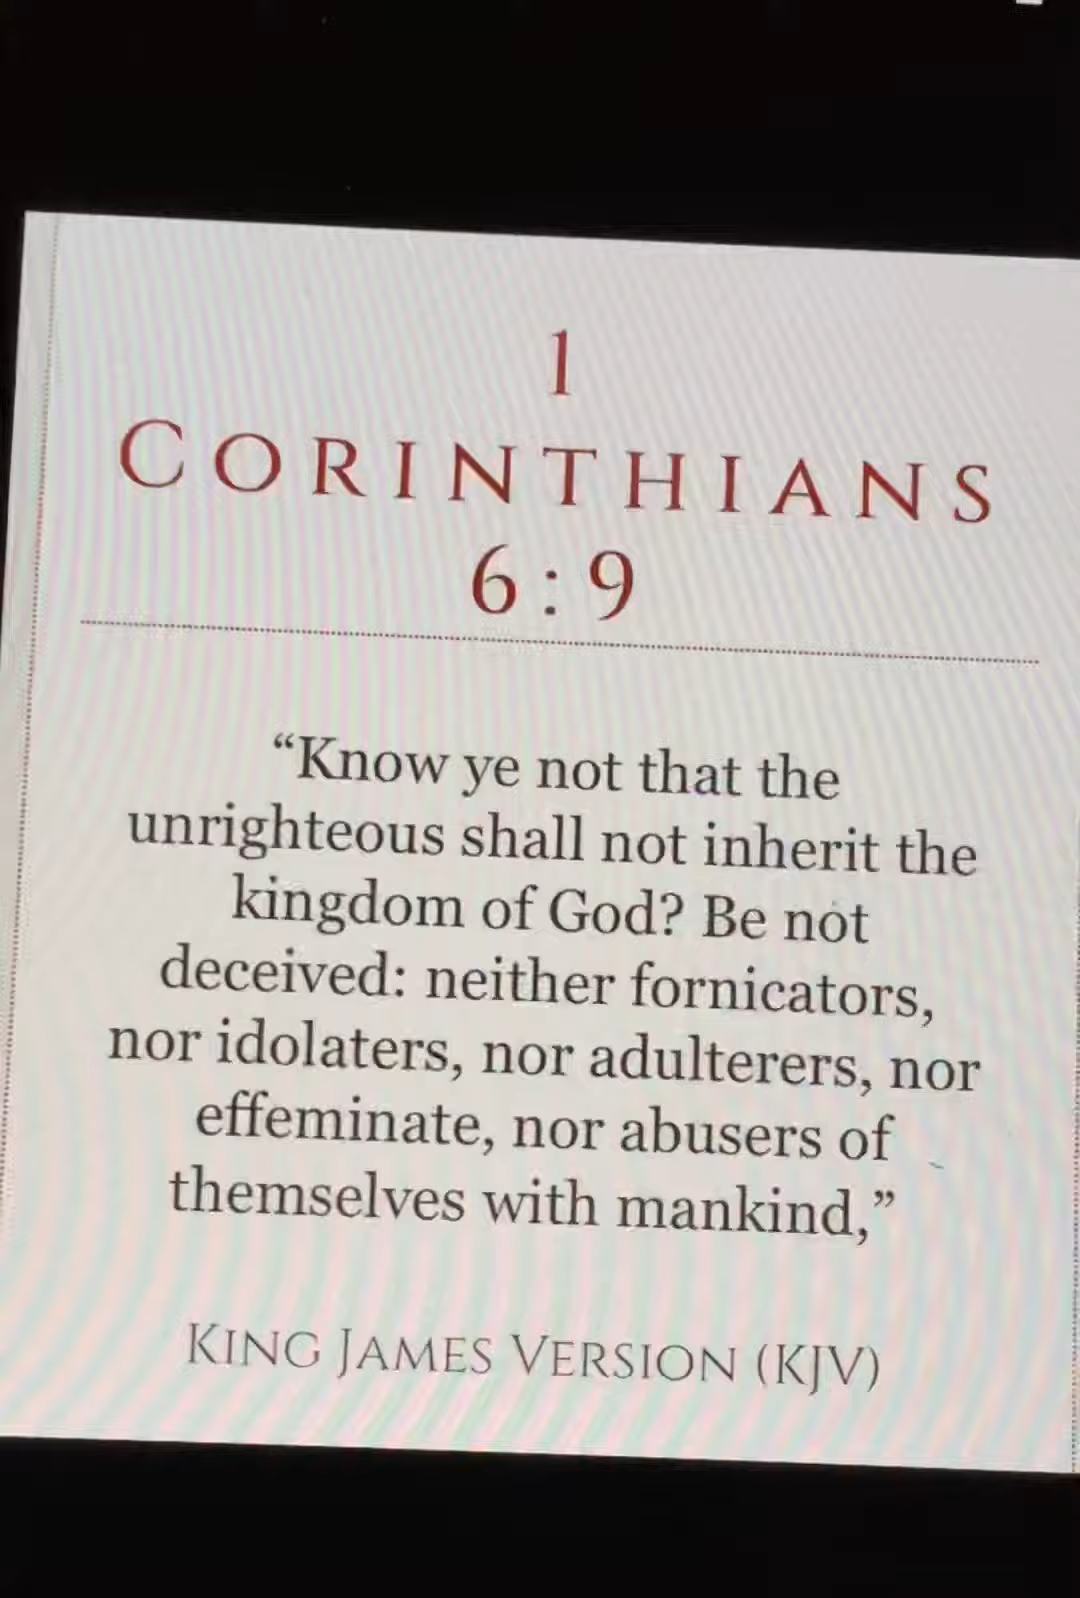 1
CORINTHIANS
6:9
“Know ye not that the
unrighteous shall not inherit the
kingdom of God? Be not
deceived: neither fornicators,
nor idolaters, nor adulterers, nor
effeminate, nor abusers of
themselves with mankind,”
KING JAMES VERSION (KJV)